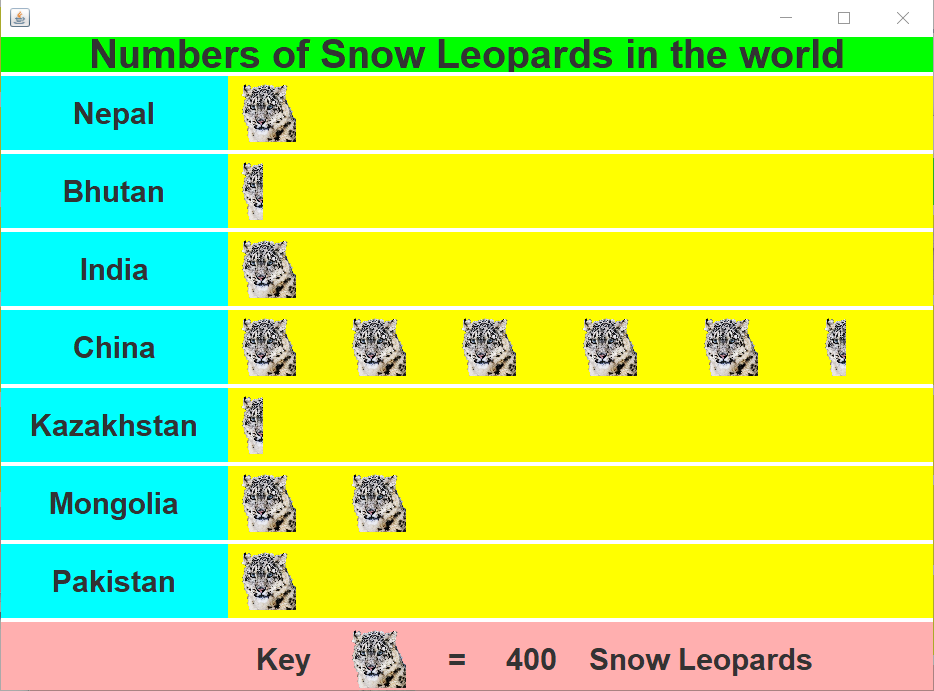 Numbers of Snow Leopards in the world
Nepal
Bhutan
India
China
Kazakhstan
Mongolia
Pakistan
Key = 400 Snow Leopards